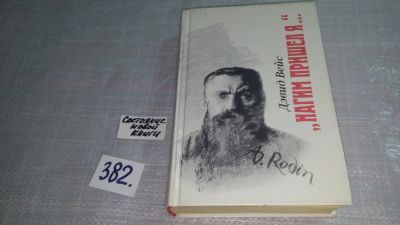 Состояние
новой
книги
382.
Дэвид Вейс
„НАГИМ ПРИШЕЛ Я...“
A. Rodin